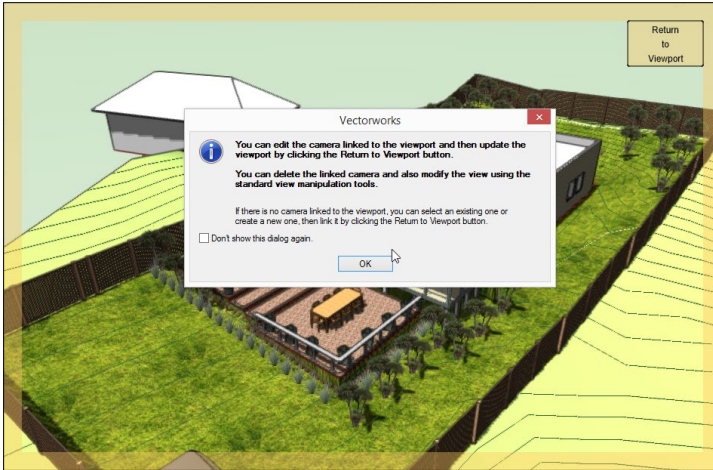 Return
to
Viewport
Vectorworks
You can edit the camera linked to the viewport and then update the
viewport by clicking the Return to Viewport button.
You can delete the linked camera and also modify the view using the
standard view manipulation tools.
If there is no camera linked to the viewport, you can select an existing one or
create a new one, then link it by clicking the Return to Viewport button.
Don't show this dialog again.
OK